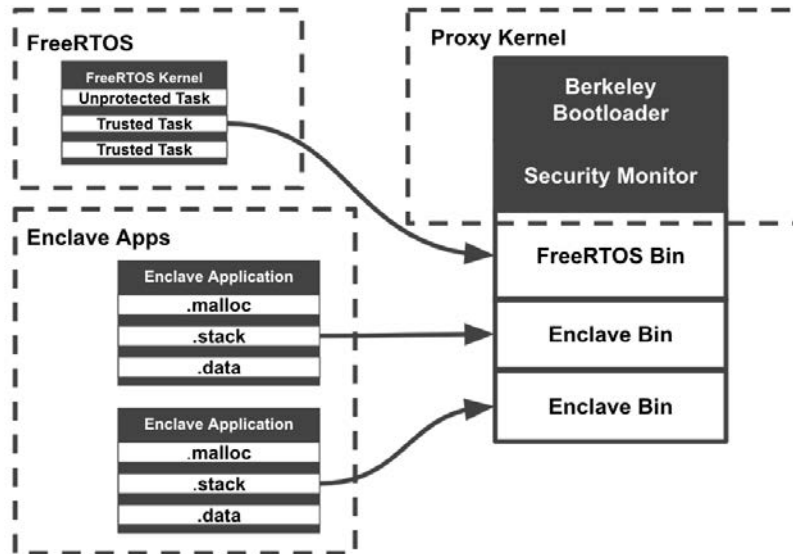 FreeRTOS
FreeRTOS Kernel
Unprotected Task
Trusted Task
Trusted Task
Enclave Apps
Enclave Application
.malloc
.stack
.data
Enclave Application
.malloc
.stack
.data
Proxy Kernel
Berkeley
Bootloader
Security Monitor
FreeRTOS Bin
Enclave Bin
Enclave Bin